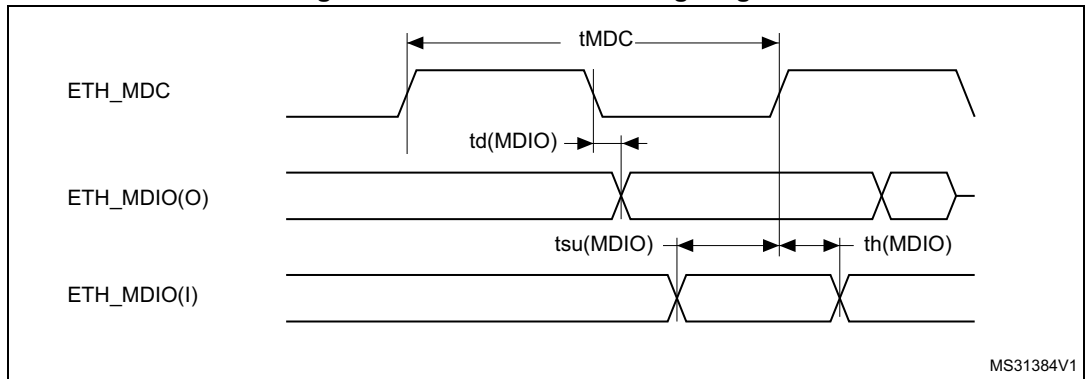 tMDC
ETH_MDC
td(MDIO)
ETH_MDIO(O)
tsu(MDIO)
th(MDIO)
ETH_MDIO(I)
MS31384V1